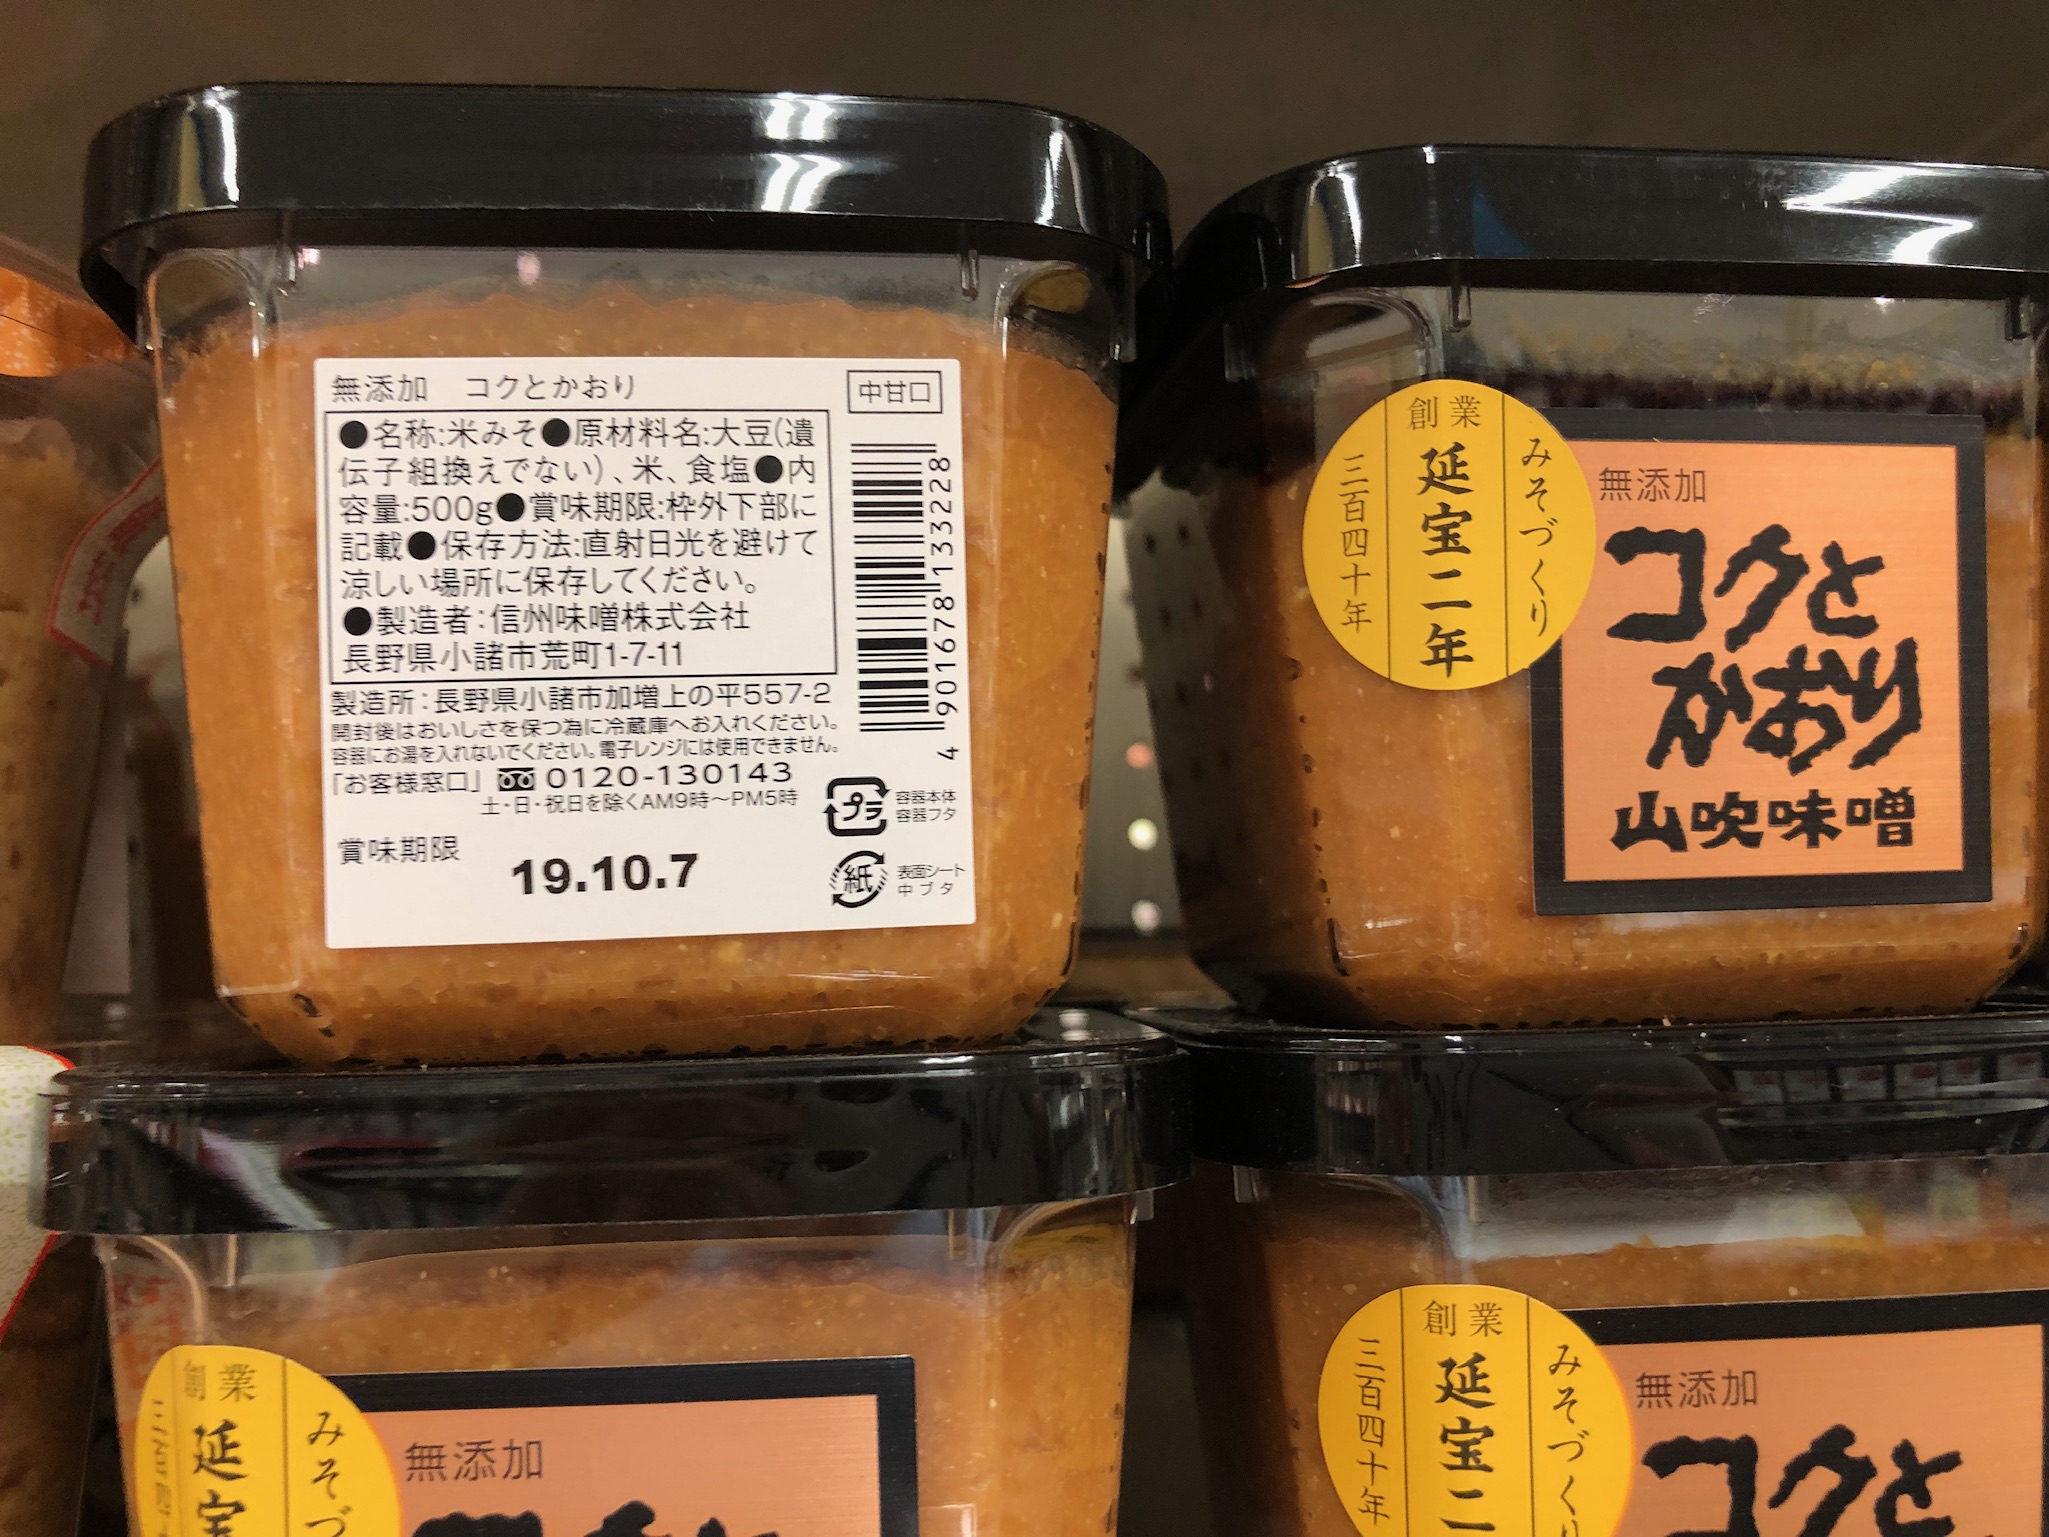 無添加 コクとかおり
中甘口
●名称:米みそ●原材料名:大豆(遺
伝子組換えでない)、米、食塩●内
容量:500g●賞味期限:枠外下部に
記載●保存方法:直射日光を避けて
涼しい場所に保存してください。
●製造者:信州味噌株式会社
長野県小諸市荒町1-7-11
製造所:長野県小諸市加増上の平557-2
開封後はおいしさを保つ為に冷蔵庫へお入れください。
容器にお湯を入れないでください。電子レンジには使用できません。
「お客様窓口」 0120-130143
土・日・祝日を除くAM9時〜PM5時
賞味期限
19.10.7
4 901678 133228
プラ
容器本体
容器フタ
紙
表面シート
中ブタ
創業
みそづくり
延宝二年
三百四十年
無添加
コクと
かおり
山吹味噌
創業
みそづ
延宝
無添加
創業
みそづく
延宝二
三百四十年
無添加
コクと